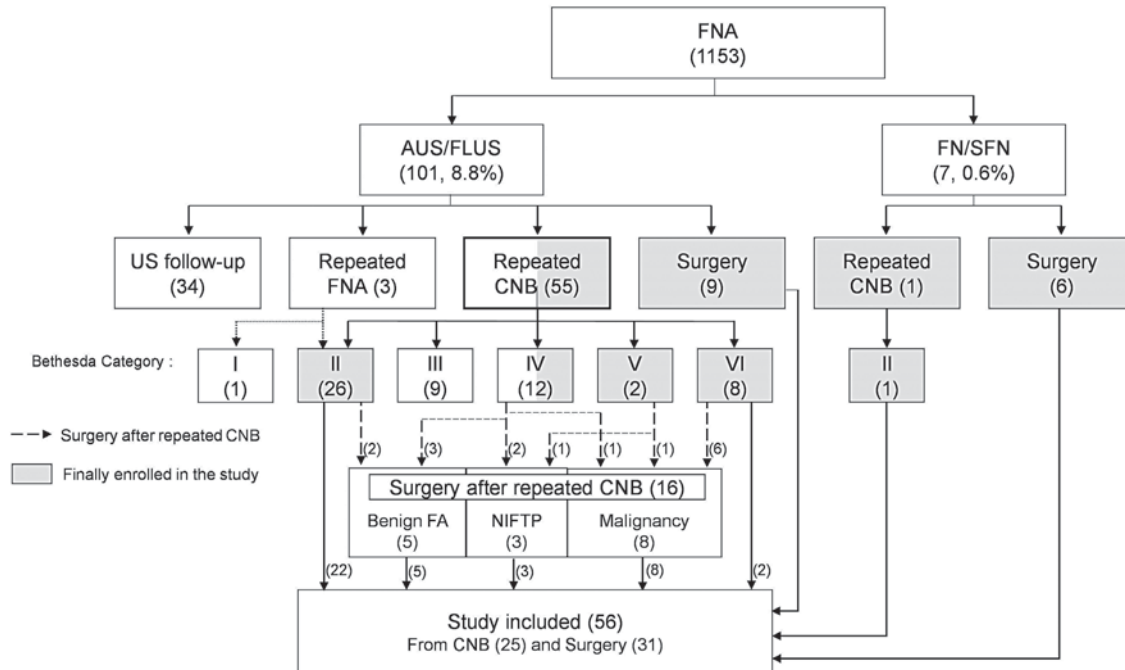 FNA
(1153)
AUS/FLUS
(101, 8.8%)
FN/SFN
(7, 0.6%)
US follow-up
(34)
Repeated
FNA (3)
Repeated
CNB (55)
Surgery
(9)
Repeated
CNB (1)
Surgery
(6)
Bethesda Category :
I
(1)
II
(26)
III
(9)
IV
(12)
V
(2)
VI
(8)
II
(1)
Surgery after repeated CNB
Finally enrolled in the study
(2)
(3)
(2)
(1)
(1)
(1)
(6)
Surgery after repeated CNB (16)
Benign FA
(5)
NIFTP
(3)
Malignancy
(8)
(22)
(5)
(3)
(8)
(2)
Study included (56)
From CNB (25) and Surgery (31)